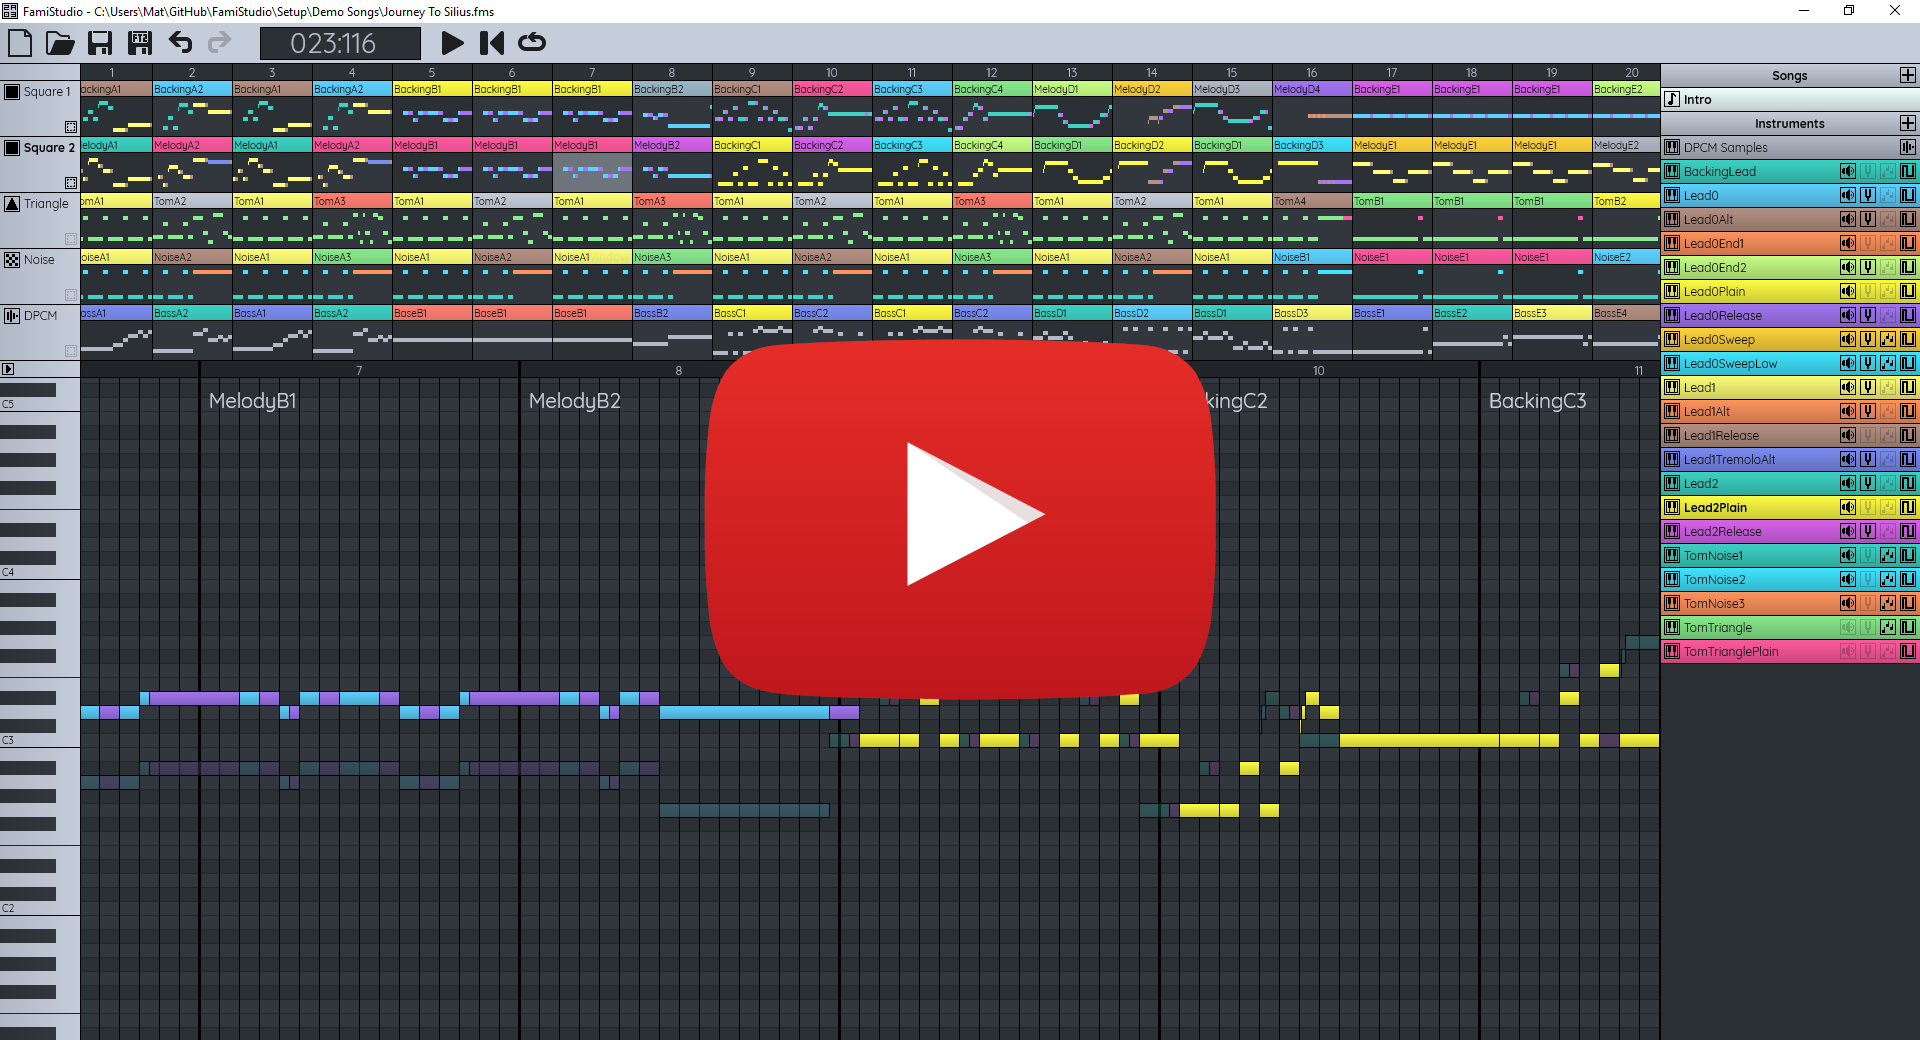 FamiStudio - C:\Users\Mat\GitHub\FamiStudio\Setup\Demo Songs\Journey To Silius.fms
023:116
1 2 3 4 5 6 7 8 9 10 11 12 13 14 15 16 17 18 19 20
Square 1
ackingA1 BackingA2 BackingA1 BackingA2 BackingB1 BackingB1 BackingB1 BackingB2 BackingC1 BackingC2 BackingC3 BackingC4 MelodyD1 MelodyD2 MelodyD3 MelodyD4 BackingE1 BackingE1 BackingE1 BackingE2
Square 2
MelodyA1 MelodyA2 MelodyA1 MelodyA2 MelodyB1 MelodyB1 MelodyB1 MelodyB2 BackingC1 BackingC2 BackingC3 BackingC4 BackingD1 BackingD2 BackingD1 BackingD3 MelodyE1 MelodyE1 MelodyE1 MelodyE2
Triangle
omA1 TomA2 TomA1 TomA3 TomA1 TomA2 TomA1 TomA3 TomA1 TomA2 TomA1 TomA3 TomA1 TomA2 TomA1 TomA4 TomB1 TomB1 TomB1 TomB2
Noise
oiseA1 NoiseA2 NoiseA1 NoiseA3 NoiseA1 NoiseA2 NoiseA1 NoiseA3 NoiseA1 NoiseA2 NoiseA1 NoiseA3 NoiseA1 NoiseA2 NoiseA1 NoiseB1 NoiseE1 NoiseE1 NoiseE1 NoiseE2
DPCM
assA1 BassA2 BassA1 BassA2 BaseB1 BaseB1 BaseB1 BassB2 BassC1 BassC2 BassC1 BassC2 BassD1 BassD2 BassD1 BassD3 BassE1 BassE2 BassE3 BassE4
7 8 10 11
MelodyB1 MelodyB2 kingC2 BackingC3
C5
C4
C3
C2
Songs
Intro
Instruments
DPCM Samples
BackingLead
Lead0
Lead0Alt
Lead0End1
Lead0End2
Lead0Plain
Lead0Release
Lead0Sweep
Lead0SweepLow
Lead1
Lead1Alt
Lead1Release
Lead1TremoloAlt
Lead2
Lead2Plain
Lead2Release
TomNoise1
TomNoise2
TomNoise3
TomTriangle
TomTrianglePlain